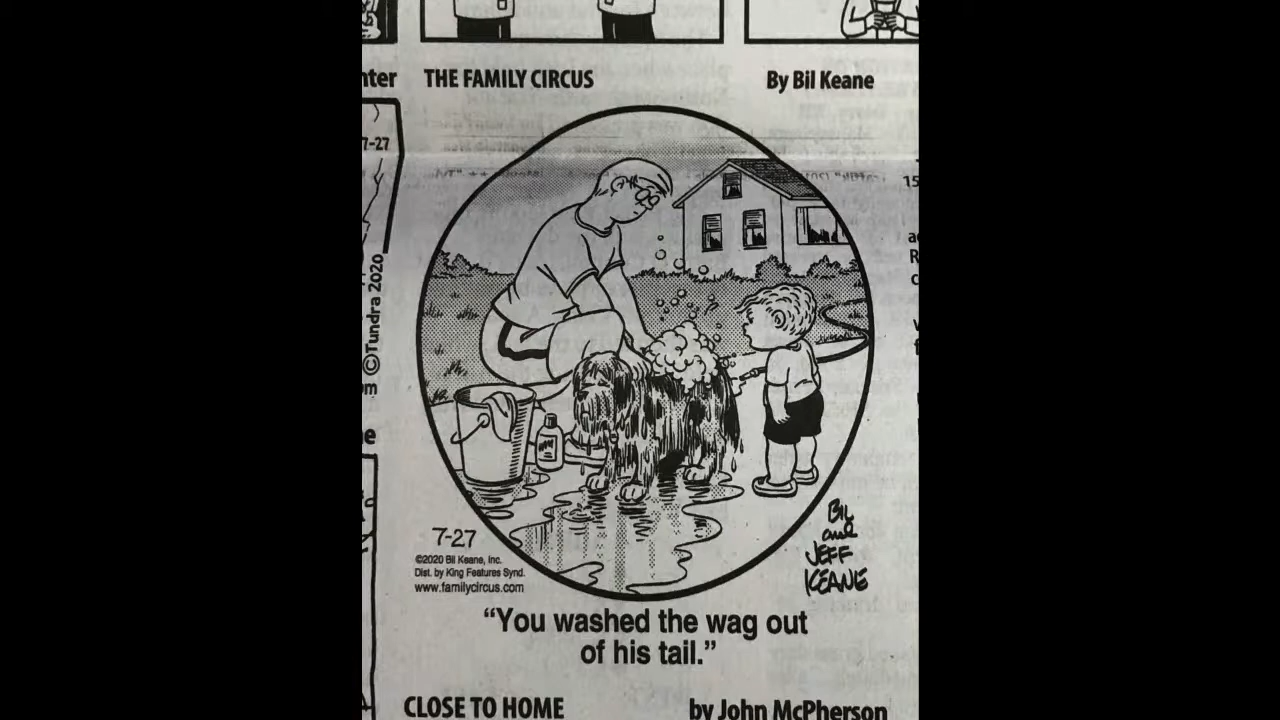 nter
THE FAMILY CIRCUS
By Bil Keane
7-27
©Tundra 2020
7-27
©2020 Bil Keane, Inc.
Dist. by King Features Synd.
www.familycircus.com
BIL
and
JEFF
KEANE
“You washed the wag out
of his tail.”
CLOSE TO HOME
by John McPherson
15